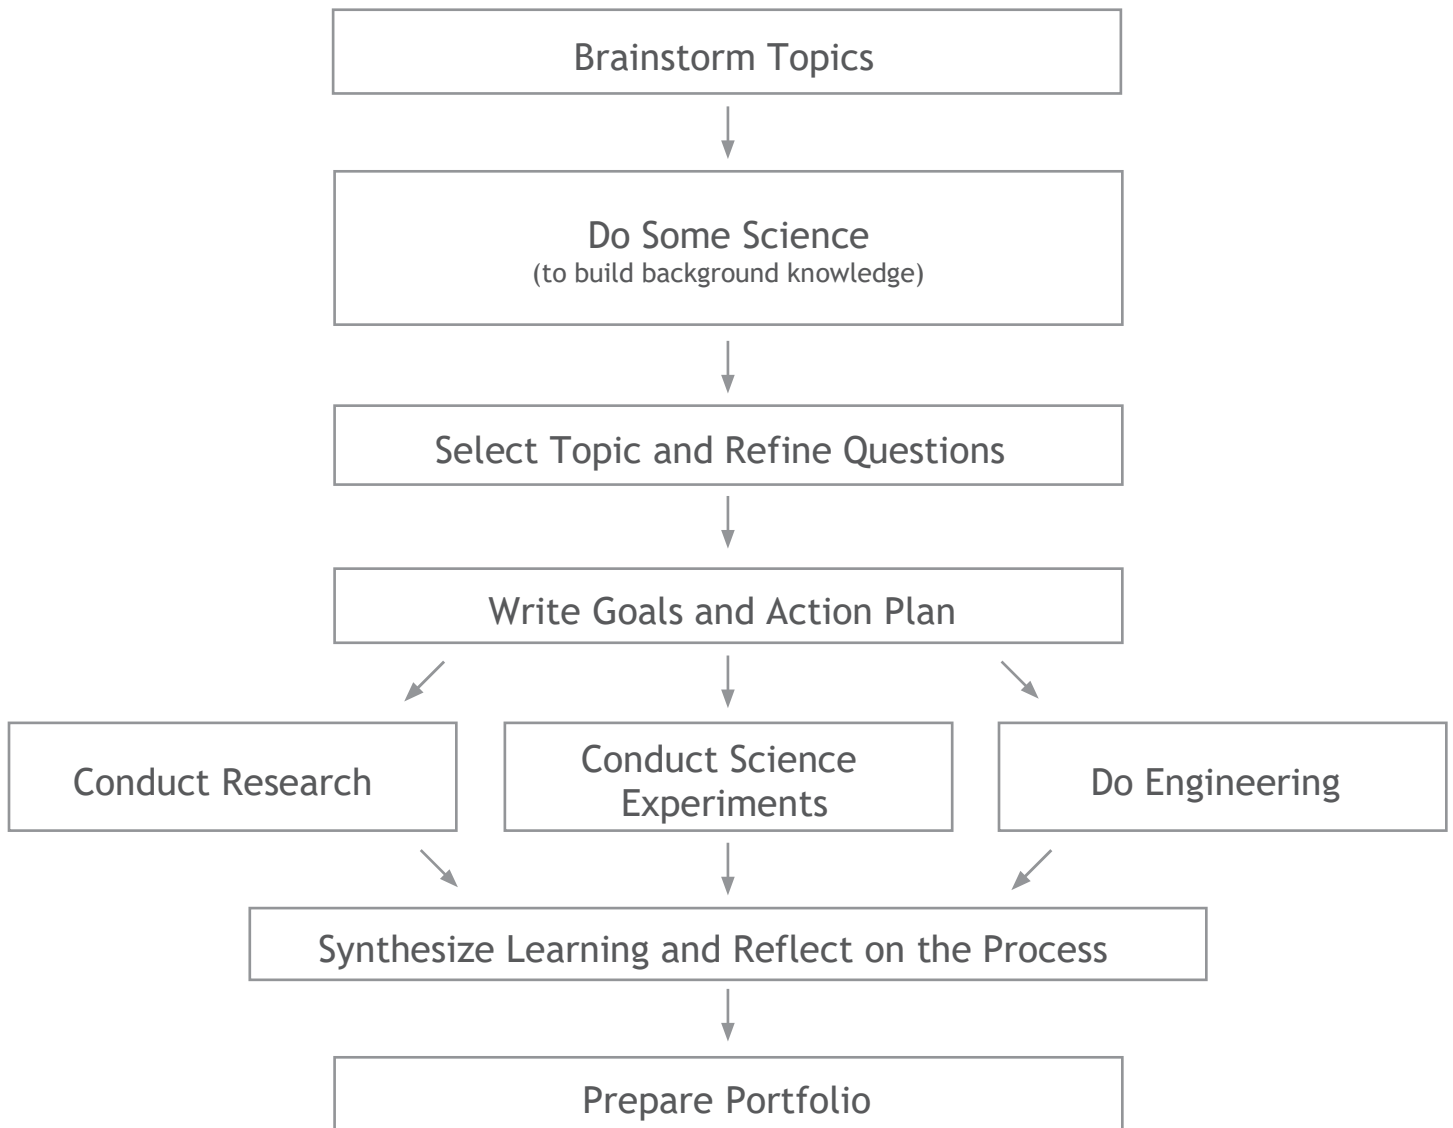 Brainstorm Topics
Do Some Science
(to build background knowledge)
Select Topic and Refine Questions
Write Goals and Action Plan
Conduct Research
Conduct Science
Experiments
Do Engineering
Synthesize Learning and Reflect on the Process
Prepare Portfolio